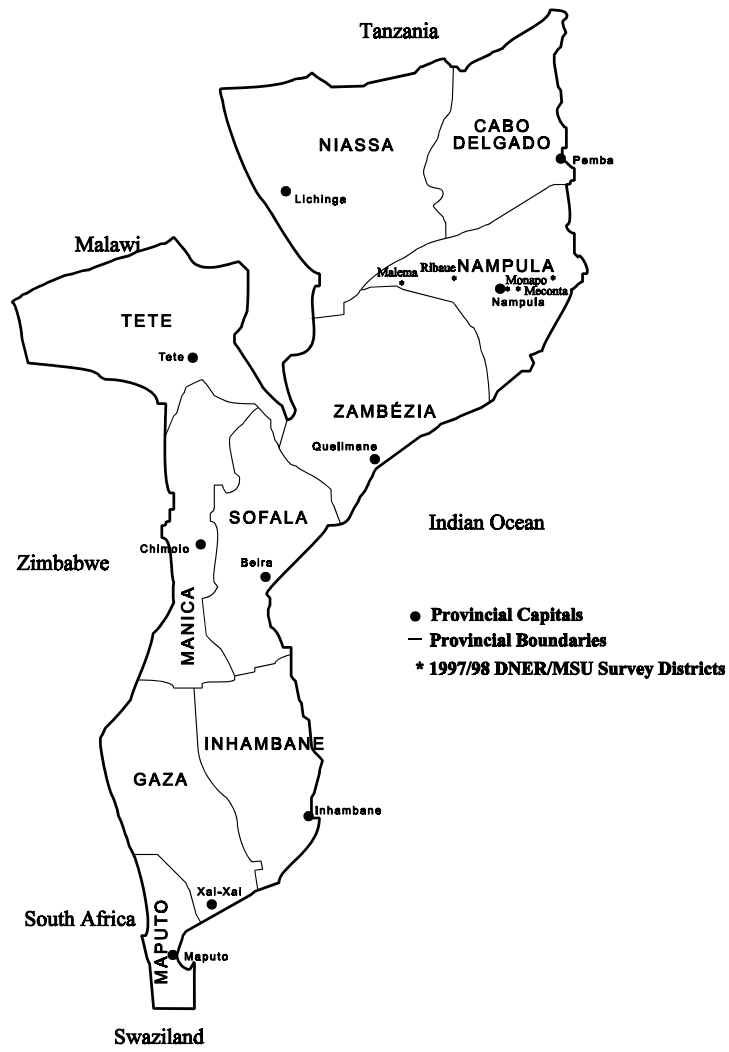 Tanzania
CABO
DELGADO
NIASSA
Pemba
Lichinga
Malawi
NAMPULA
Ribaue
Malema
Monapo
Meconta
Nampula
TETE
Tete
ZAMBÉZIA
Quelimane
SOFALA
Indian Ocean
Chimoio
Zimbabwe
Beira
MANICA
Provincial Capitals
Provincial Boundaries
* 1997/98 DNER/MSU Survey Districts
INHAMBANE
GAZA
Inhambane
Xai-Xai
South Africa
MAPUTO
Maputo
Swaziland